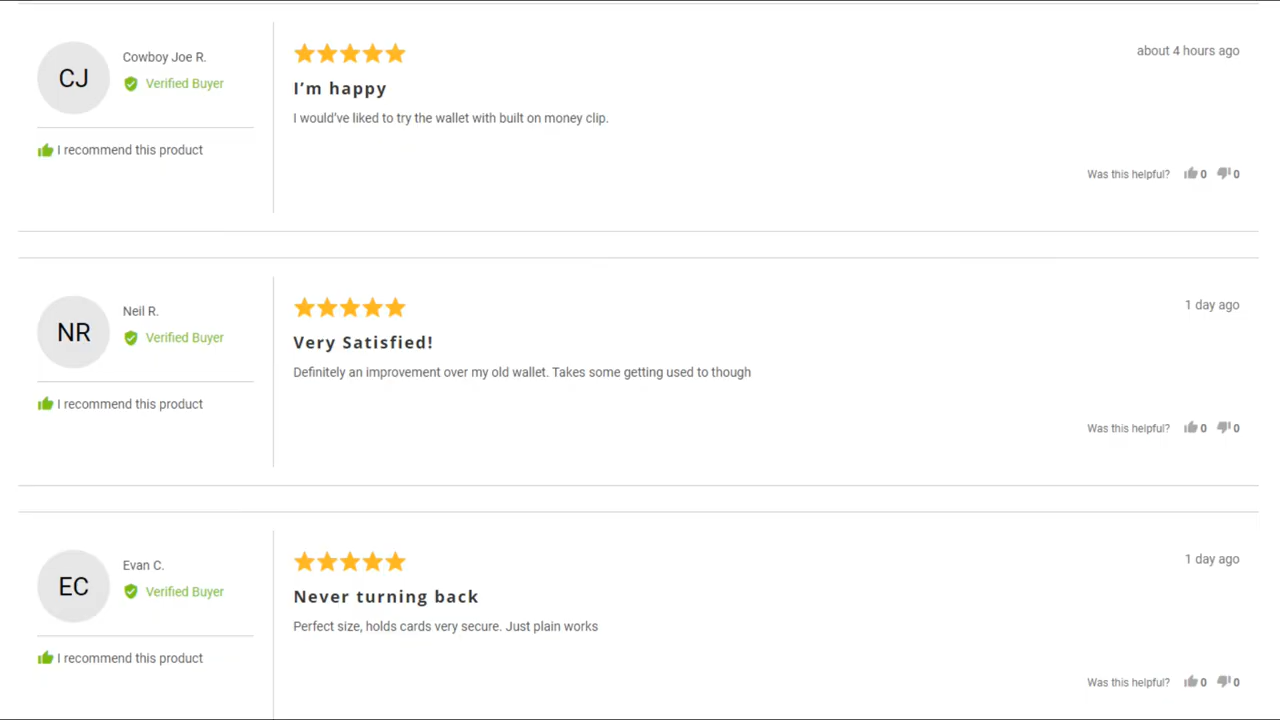 CJ
Cowboy Joe R.
Verified Buyer
I recommend this product
about 4 hours ago
I’m happy
I would’ve liked to try the wallet with built on money clip.
Was this helpful? 0 0
NR
Neil R.
Verified Buyer
I recommend this product
1 day ago
Very Satisfied!
Definitely an improvement over my old wallet. Takes some getting used to though
Was this helpful? 0 0
EC
Evan C.
Verified Buyer
I recommend this product
1 day ago
Never turning back
Perfect size, holds cards very secure. Just plain works
Was this helpful? 0 0